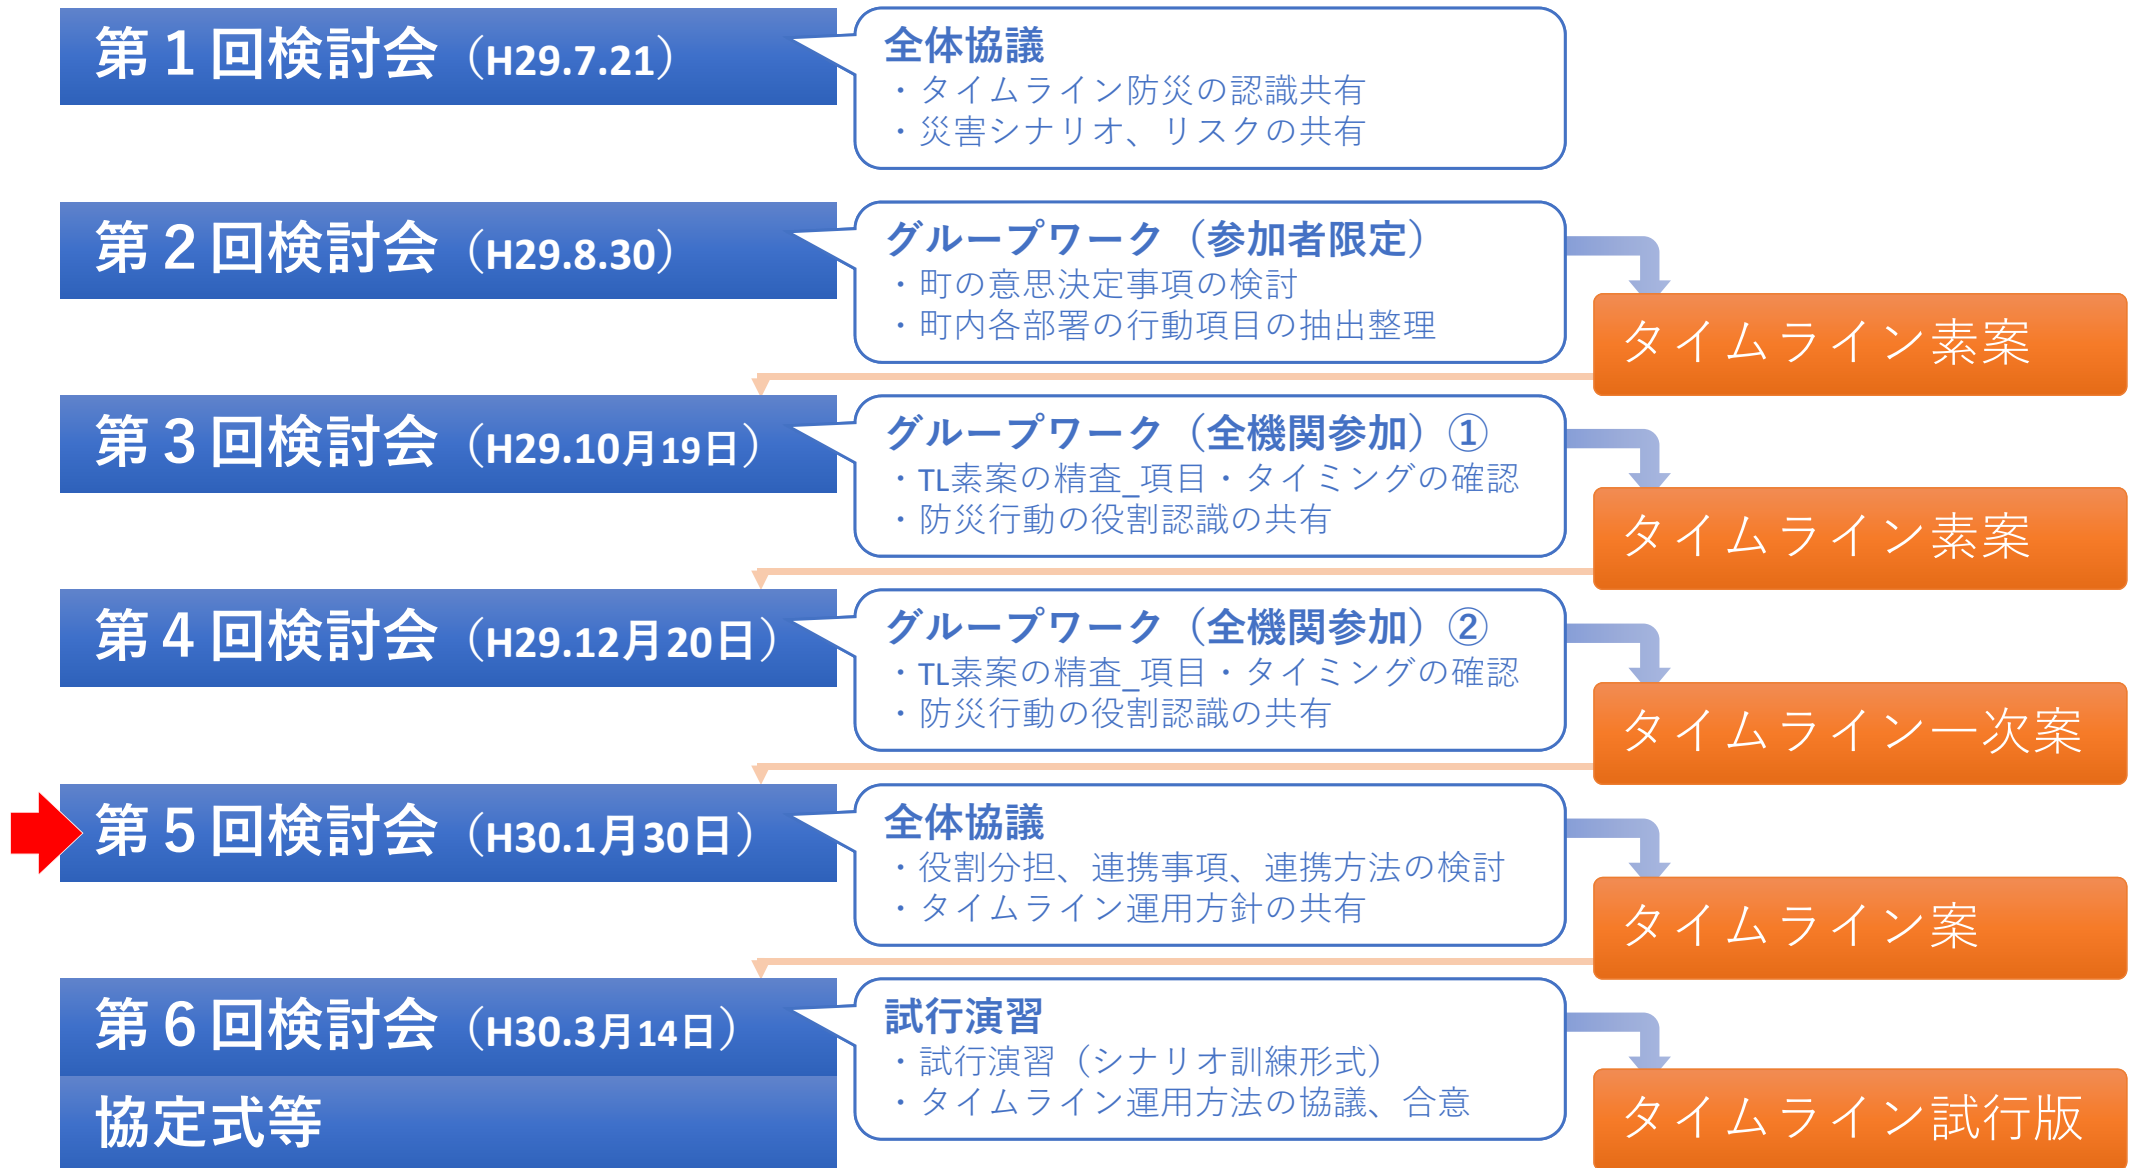 第１回検討会（H29.7.21）
全体協議
・タイムライン防災の認識共有
・災害シナリオ、リスクの共有
第２回検討会（H29.8.30）
グループワーク（参加者限定）
・町の意思決定事項の検討
・町内各部署の行動項目の抽出整理
タイムライン素案
第３回検討会（H29.10月19日）
グループワーク（全機関参加）①
・TL素案の精査_項目・タイミングの確認
・防災行動の役割認識の共有
タイムライン素案
第４回検討会（H29.12月20日）
グループワーク（全機関参加）②
・TL素案の精査_項目・タイミングの確認
・防災行動の役割認識の共有
タイムライン一次案
第５回検討会（H30.1月30日）
全体協議
・役割分担、連携事項、連携方法の検討
・タイムライン運用方針の共有
タイムライン案
第６回検討会（H30.3月14日）
試行演習
・試行演習（シナリオ訓練形式）
・タイムライン運用方法の協議、合意
協定式等
タイムライン試行版